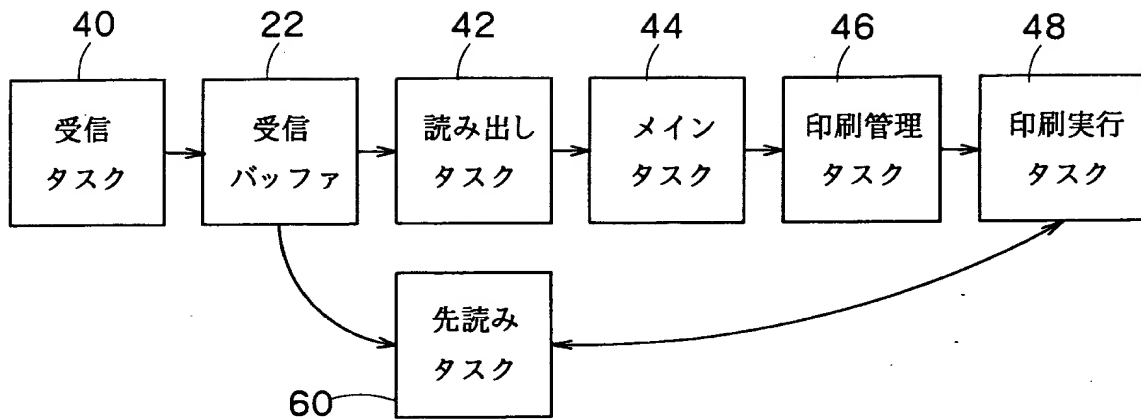 40
22
42
44
46
48
受信
タスク
受信
バッファ
読み出し
タスク
メイン
タスク
印刷管理
タスク
印刷実行
タスク
先読み
タスク
60